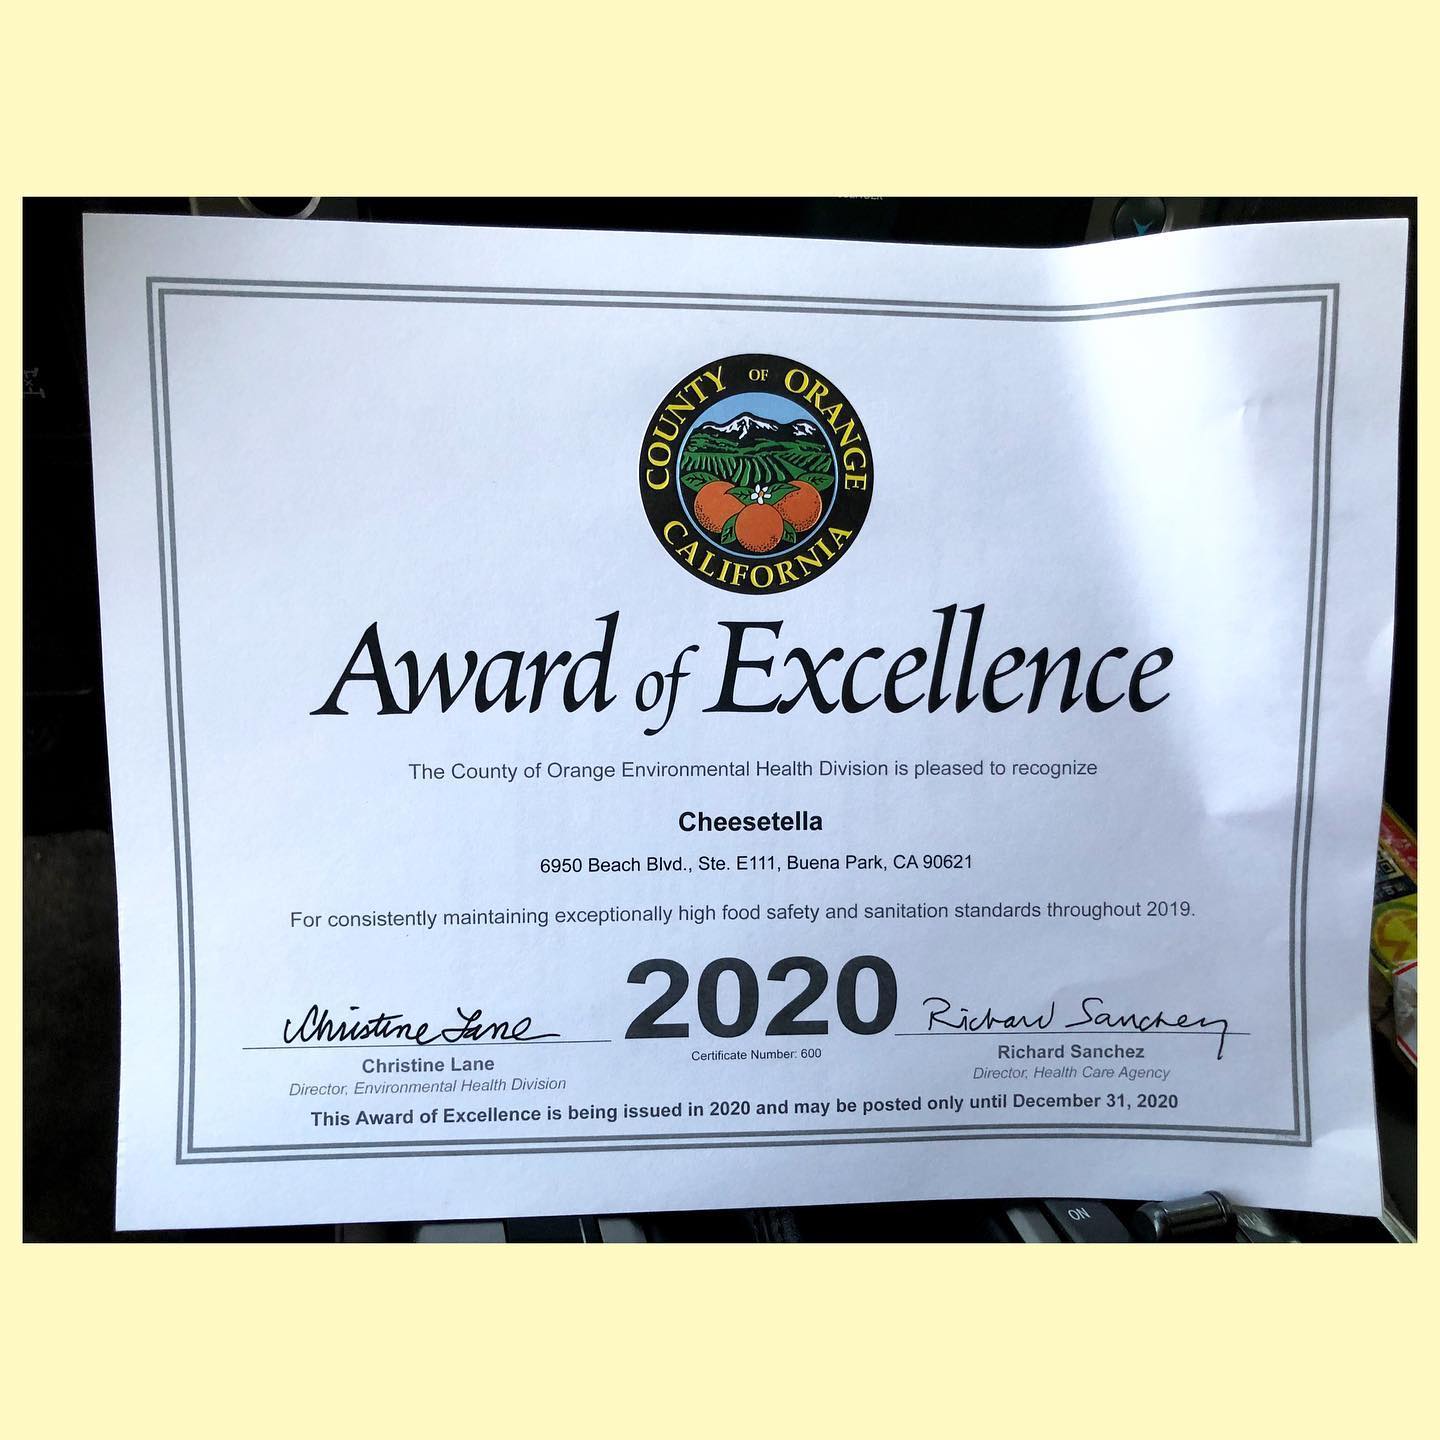 COUNTY OF ORANGE
CALIFORNIA
Award of Excellence
The County of Orange Environmental Health Division is pleased to recognize
Cheesetella
6950 Beach Blvd., Ste. E111, Buena Park, CA 90621
For consistently maintaining exceptionally high food safety and sanitation standards throughout 2019.
2020
Christine Lane
Richard Sanchez
Certificate Number: 600
Christine Lane
Richard Sanchez
Director, Environmental Health Division
Director, Health Care Agency
This Award of Excellence is being issued in 2020 and may be posted only until December 31, 2020
ON